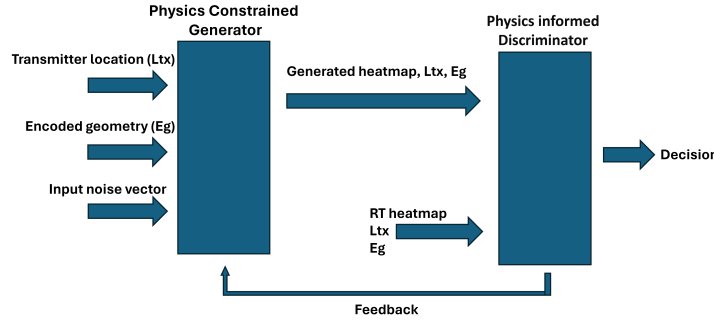 Physics Constrained
Generator
Physics informed
Discriminator
Transmitter location (Ltx)
Generated heatmap, Ltx, Eg
Encoded geometry (Eg)
Decision
Input noise vector
RT heatmap
Ltx
Eg
Feedback